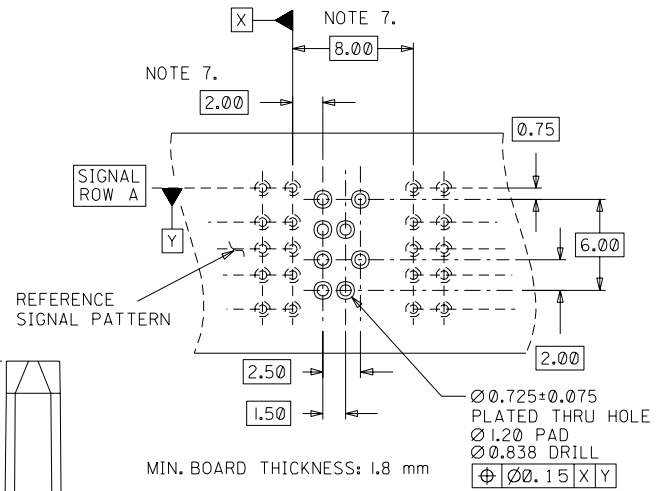 X
NOTE 7.
8.00
NOTE 7.
2.00
0.75
SIGNAL
ROW A
Y
6.00
REFERENCE
SIGNAL PATTERN
2.00
2.50
1.50
Ø0.725±0.075
PLATED THRU HOLE
Ø1.20 PAD
Ø0.838 DRILL
⌖ Ø0.15 X Y
MIN. BOARD THICKNESS: 1.8 mm